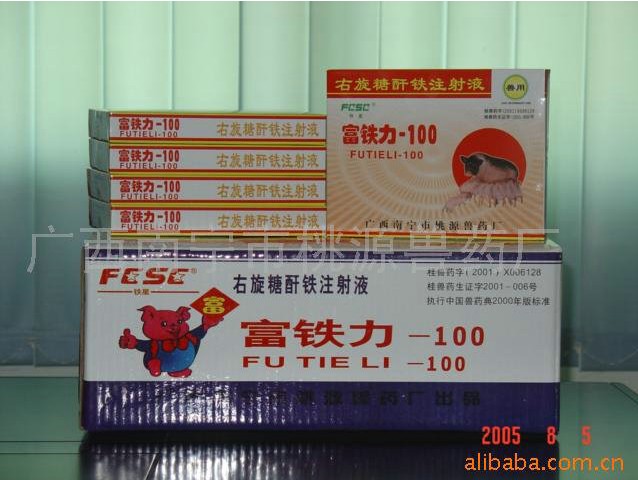 富铁力-100
FUTIELI-100
右旋糖酐铁注射液
富铁力-100
FUTIELI-100
右旋糖酐铁注射液
富铁力-100
FUTIELI-100
右旋糖酐铁注射液
富铁力-100
FUTIELI-100
右旋糖酐铁注射液
右旋糖酐铁注射液
兽用
FCSC®
铁星
富铁力-100
FUTIELI-100
广西南宁市桃源兽药厂
广西南宁市桃源兽药厂
FCSC®
铁星
富
右旋糖酐铁注射液
桂兽药字(2001)X006128
桂兽药生证字2001-006号
执行中国兽药典2000年版标准
富铁力-100
FU TIE LI -100
2005 8 5
alibaba.com.cn